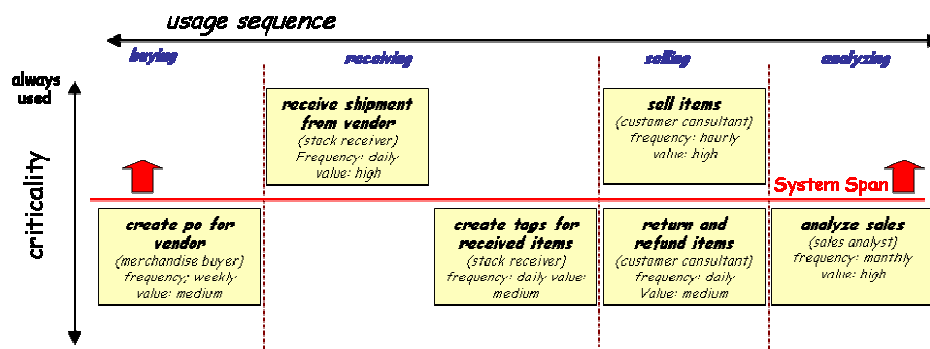 usage sequence
buying
receiving
selling
analyzing
always
used
criticality
receive shipment
from vendor
(stock receiver)
Frequency: daily
value: high
sell items
(customer consultant)
frequency: hourly
value: high
System Span
create po for
vendor
(merchandise buyer)
frequency; weekly
value: medium
create tags for
received items
(stock receiver)
frequency: daily value:
medium
return and
refund items
(customer consultant)
frequency: daily
Value: medium
analyze sales
(sales analyst)
frequency: monthly
value: high